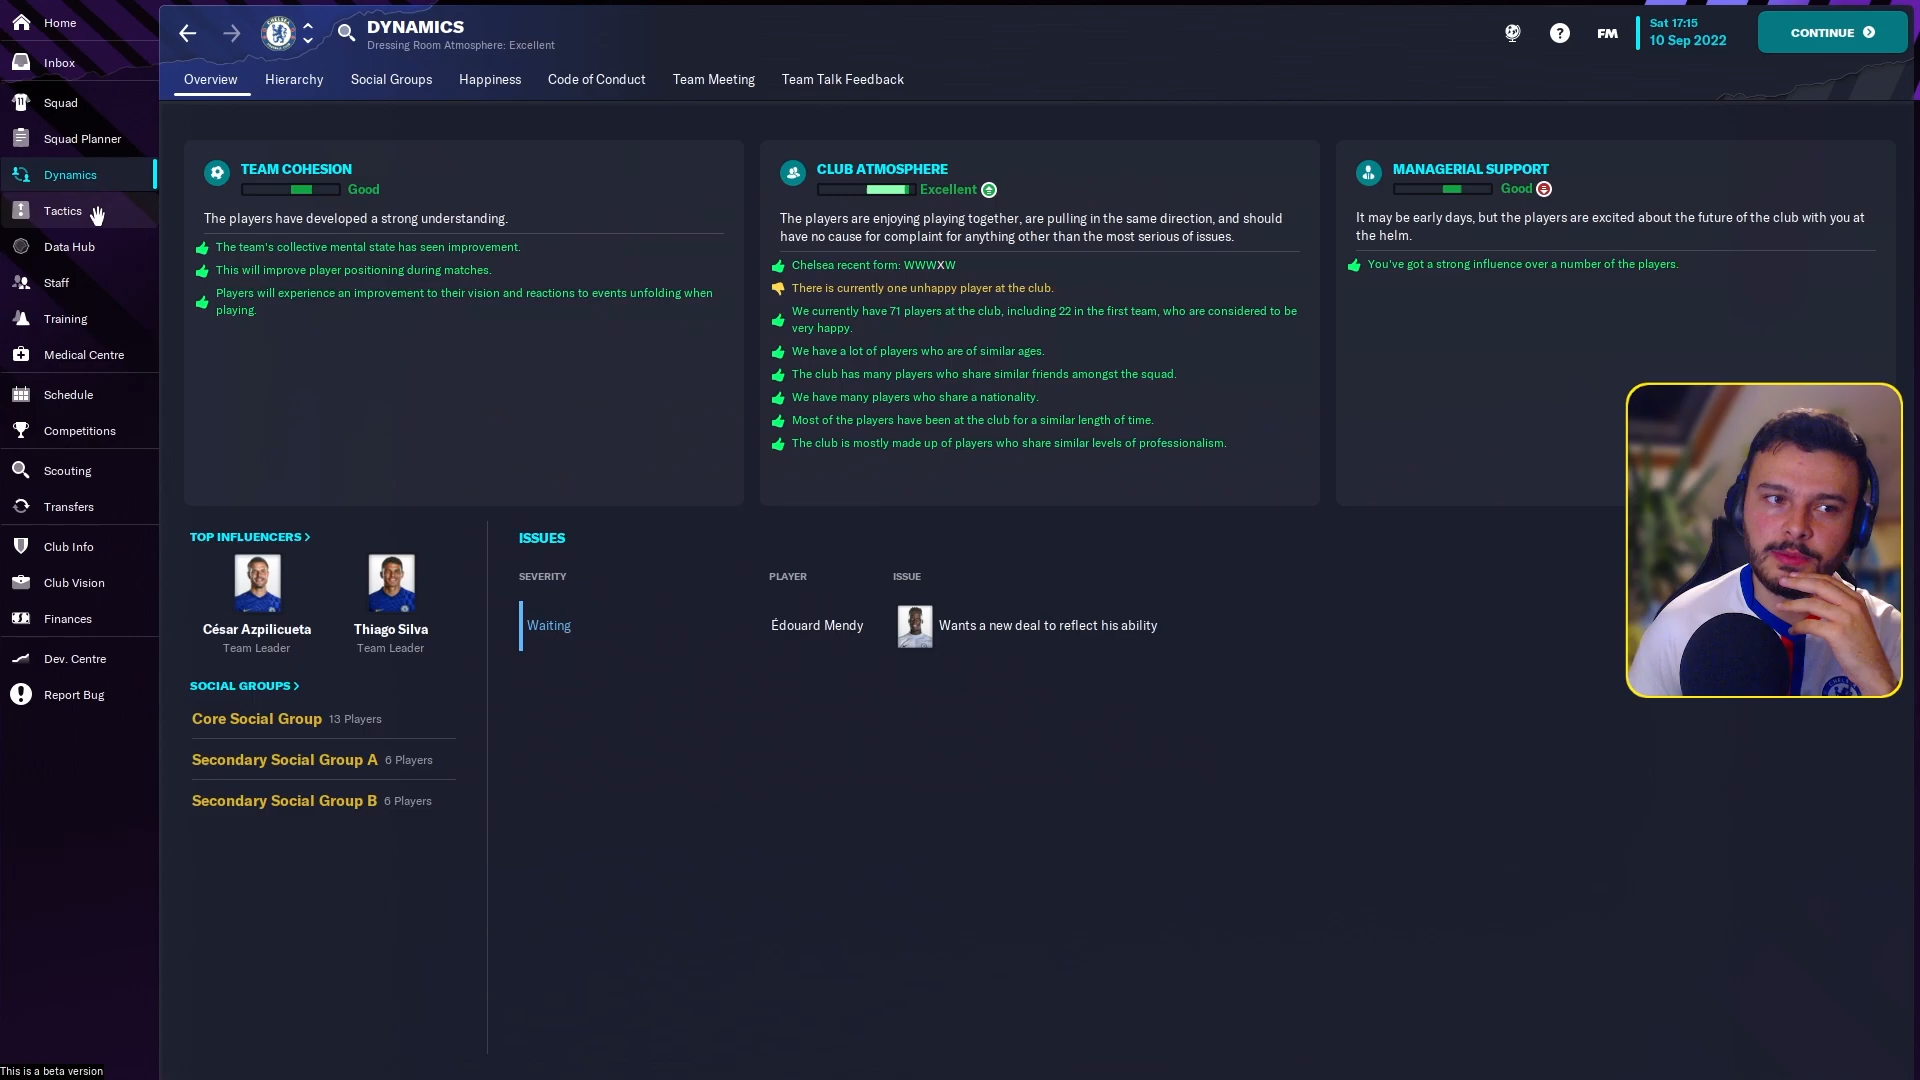 Home
Inbox
Squad
Squad Planner
Dynamics
Tactics
Data Hub
Staff
Training
Medical Centre
Schedule
Competitions
Scouting
Transfers
Club Info
Club Vision
Finances
Dev. Centre
Report Bug
This is a beta version
DYNAMICS
Dressing Room Atmosphere: Excellent
FM
Sat 17:15
10 Sep 2022
CONTINUE
Overview
Hierarchy
Social Groups
Happiness
Code of Conduct
Team Meeting
Team Talk Feedback
TEAM COHESION
Good
The players have developed a strong understanding.
The team's collective mental state has seen improvement.
This will improve player positioning during matches.
Players will experience an improvement to their vision and reactions to events unfolding when
playing.
CLUB ATMOSPHERE
Excellent
The players are enjoying playing together, are pulling in the same direction, and should
have no cause for complaint for anything other than the most serious of issues.
Chelsea recent form: WWWXW
There is currently one unhappy player at the club.
We currently have 71 players at the club, including 22 in the first team, who are considered to be
very happy.
We have a lot of players who are of similar ages.
The club has many players who share similar friends amongst the squad.
We have many players who share a nationality.
Most of the players have been at the club for a similar length of time.
The club is mostly made up of players who share similar levels of professionalism.
MANAGERIAL SUPPORT
Good
It may be early days, but the players are excited about the future of the club with you at
the helm.
You've got a strong influence over a number of the players.
TOP INFLUENCERS >
César Azpilicueta
Team Leader
Thiago Silva
Team Leader
SOCIAL GROUPS >
Core Social Group 13 Players
Secondary Social Group A 6 Players
Secondary Social Group B 6 Players
ISSUES
SEVERITY
PLAYER
ISSUE
Waiting
Édouard Mendy
Wants a new deal to reflect his ability